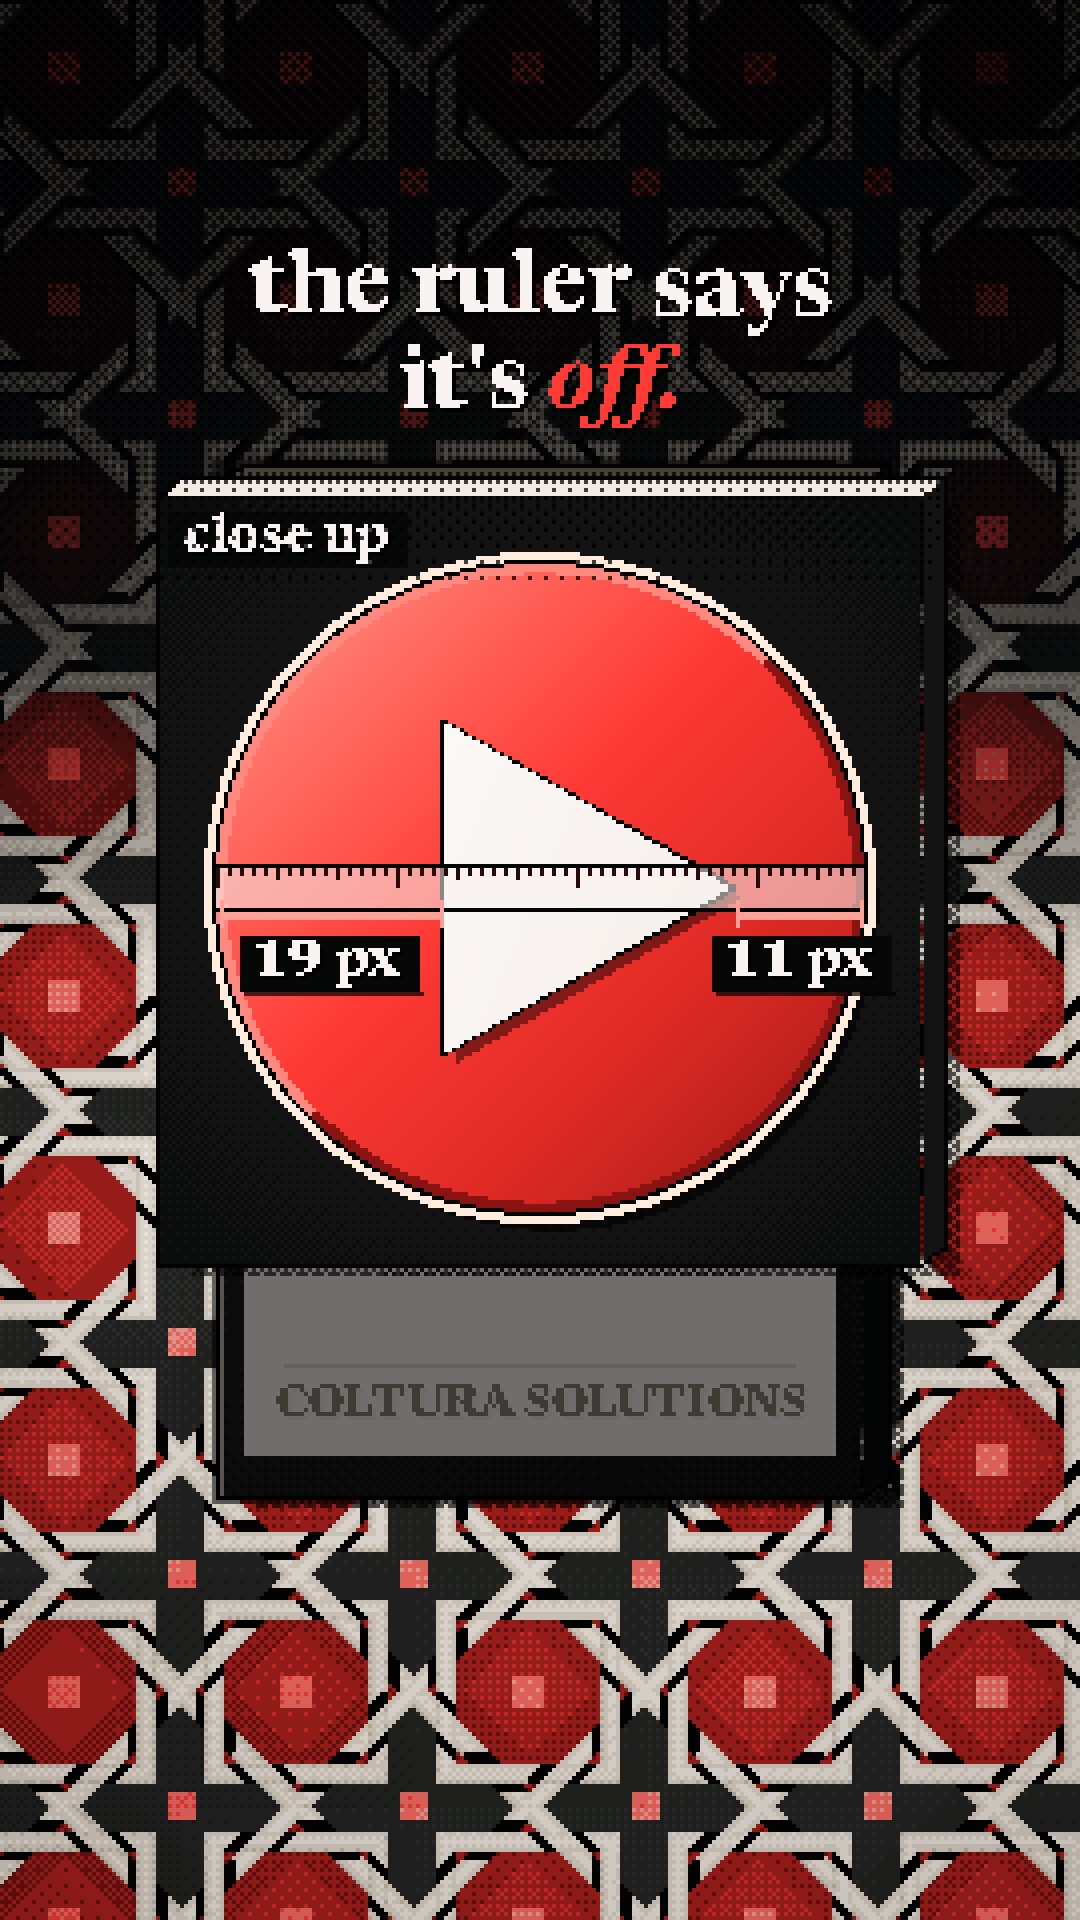 the ruler says
it's off.
close up
19 px
11 px
COLTURA SOLUTIONS